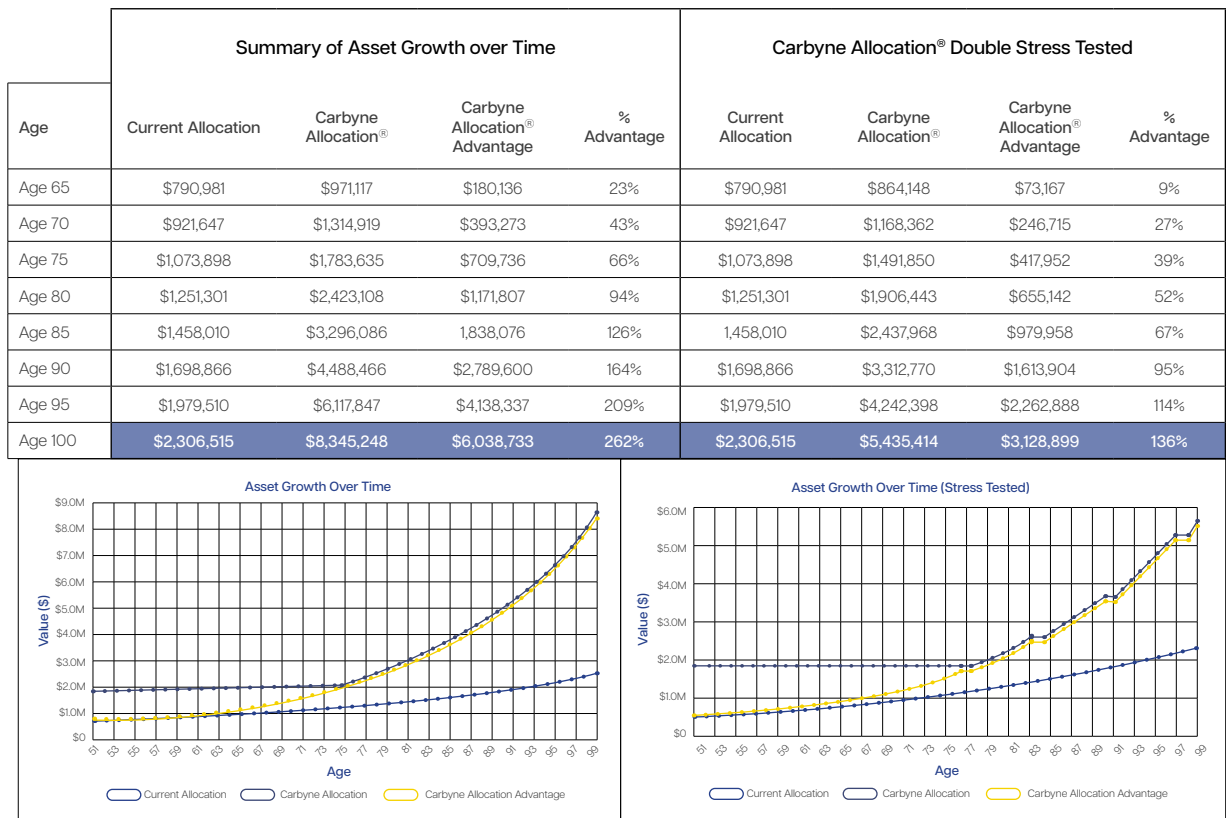 Summary of Asset Growth over Time
Carbyne Allocation® Double Stress Tested
Age
Current Allocation
Carbyne
Allocation®
Carbyne
Allocation®
Advantage
%
Advantage
Current
Allocation
Carbyne
Allocation®
Carbyne
Allocation®
Advantage
%
Advantage
Age 65 $790,981 $971,117 $180,136 23% $790,981 $864,148 $73,167 9%
Age 70 $921,647 $1,314,919 $393,273 43% $921,647 $1,168,362 $246,715 27%
Age 75 $1,073,898 $1,783,635 $709,736 66% $1,073,898 $1,491,850 $417,952 39%
Age 80 $1,251,301 $2,423,108 $1,171,807 94% $1,251,301 $1,906,443 $655,142 52%
Age 85 $1,458,010 $3,296,086 1,838,076 126% 1,458,010 $2,437,968 $979,958 67%
Age 90 $1,698,866 $4,488,466 $2,789,600 164% $1,698,866 $3,312,770 $1,613,904 95%
Age 95 $1,979,510 $6,117,847 $4,138,337 209% $1,979,510 $4,242,398 $2,262,888 114%
Age 100 $2,306,515 $8,345,248 $6,038,733 262% $2,306,515 $5,435,414 $3,128,899 136%
Asset Growth Over Time
$9.0M
$8.0M
$7.0M
$6.0M
$5.0M
$4.0M
$3.0M
$2.0M
$1.0M
$0
Value ($)
51 53 55 57 59 61 63 65 67 69 71 73 75 77 79 81 83 85 87 89 91 93 95 97 99
Age
Current Allocation Carbyne Allocation Carbyne Allocation Advantage
Asset Growth Over Time (Stress Tested)
$6.0M
$5.0M
$4.0M
$3.0M
$2.0M
$1.0M
$0
Value ($)
51 53 55 57 59 61 63 65 67 69 71 73 75 77 79 81 83 85 87 89 91 93 95 97 99
Age
Current Allocation Carbyne Allocation Carbyne Allocation Advantage